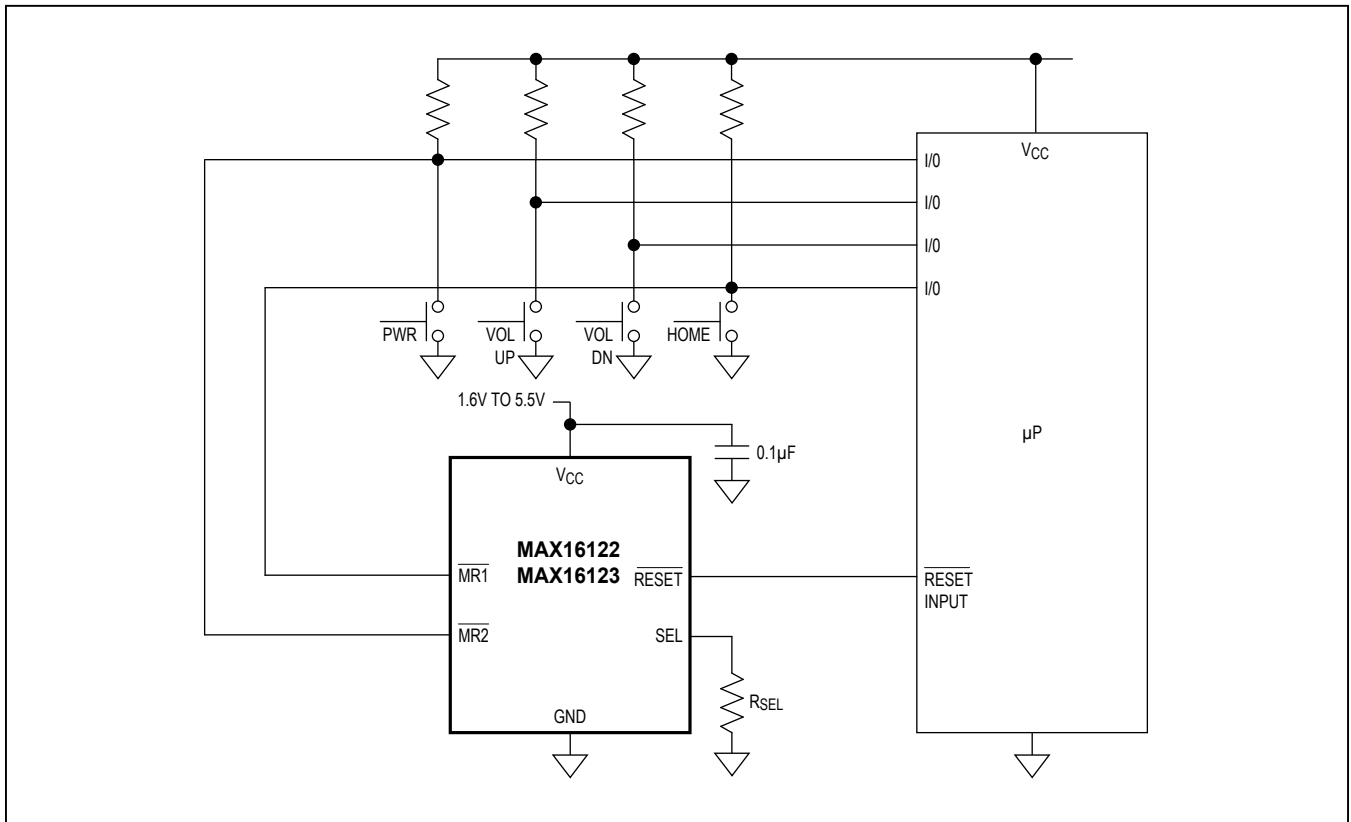 VCC
I/0
I/0
I/0
I/0
PWR
VOL
UP
VOL
DN
HOME
1.6V TO 5.5V
0.1µF
µP
VCC
MAX16122
MAX16123
MR1
RESET
RESET
INPUT
MR2
SEL
RSEL
GND